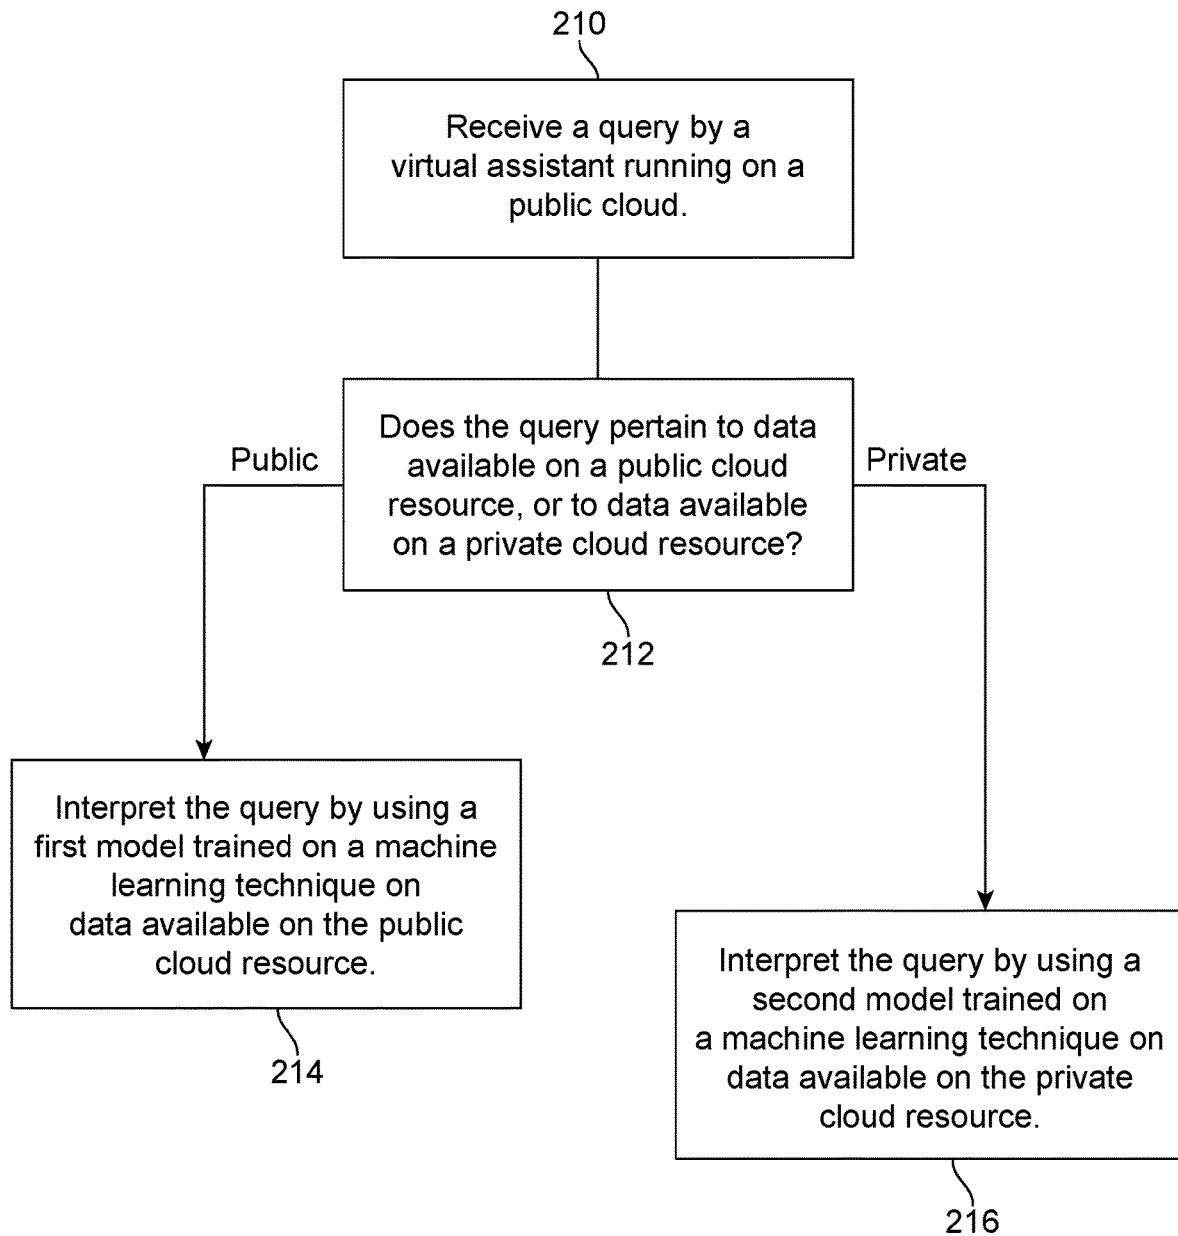 210
Receive a query by a
virtual assistant running on a
public cloud.
Does the query pertain to data
available on a public cloud
resource, or to data available
on a private cloud resource?
Public
Private
212
Interpret the query by using a
first model trained on a machine
learning technique on
data available on the public
cloud resource.
214
Interpret the query by using a
second model trained on
a machine learning technique on
data available on the private
cloud resource.
216